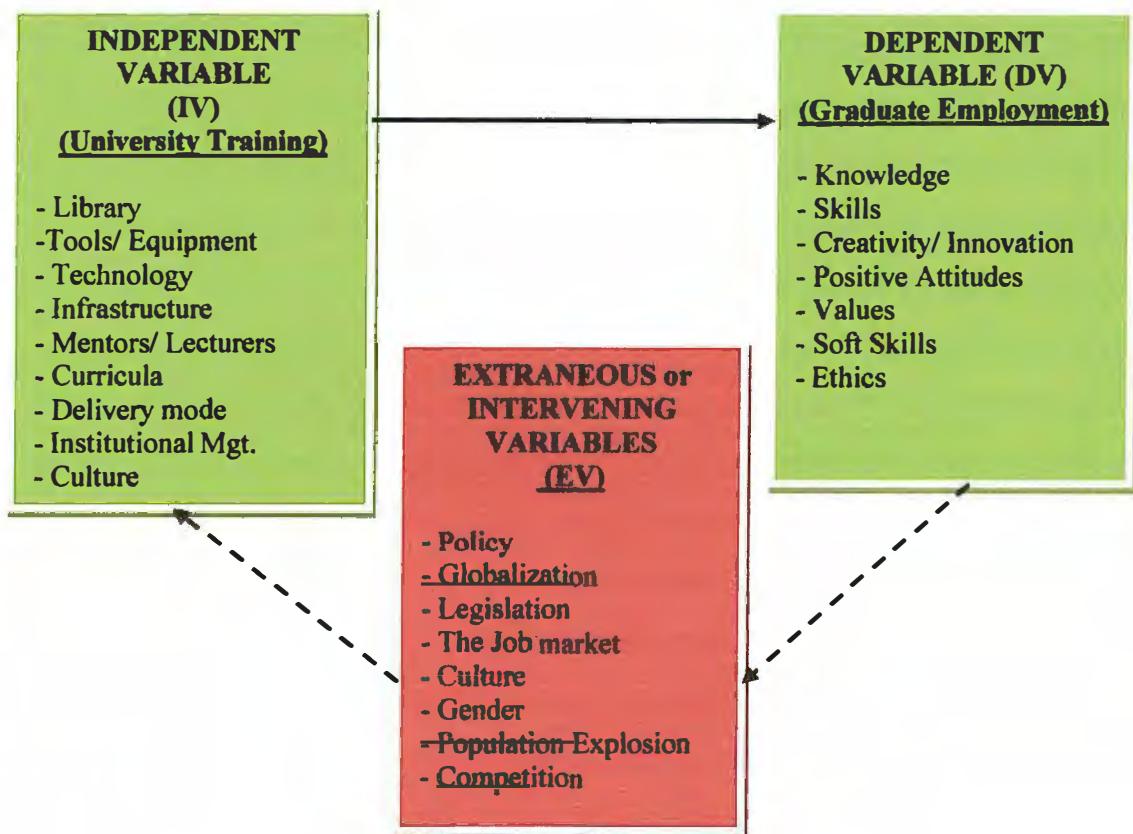 INDEPENDENT
VARIABLE
(IV)
(University Training)
- Library
-Tools/ Equipment
- Technology
- Infrastructure
- Mentors/ Lecturers
- Curricula
- Delivery mode
- Institutional Mgt.
- Culture
DEPENDENT
VARIABLE (DV)
(Graduate Employment)
- Knowledge
- Skills
- Creativity/ Innovation
- Positive Attitudes
- Values
- Soft Skills
- Ethics
EXTRANEOUS or
INTERVENING
VARIABLES
(EV)
- Policy
- Globalization
- Legislation
- The Job market
- Culture
- Gender
- Population Explosion
- Competition